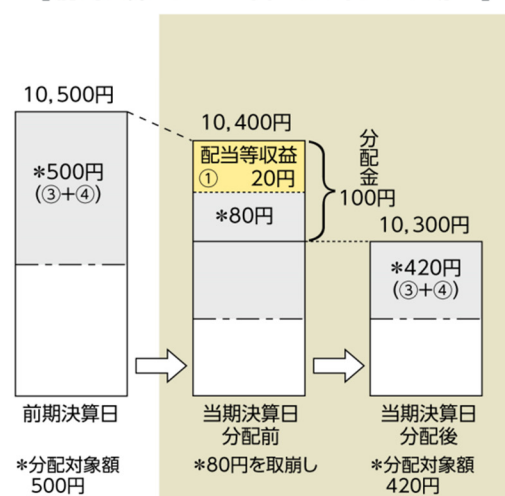 10,500円
*500円
(③+④)
前期決算日
*分配対象額
500円
10,400円
配当等収益
① 20円
*80円
分配金
100円
当期決算日
分配前
*80円を取崩し
10,300円
*420円
(③+④)
当期決算日
分配後
*分配対象額
420円